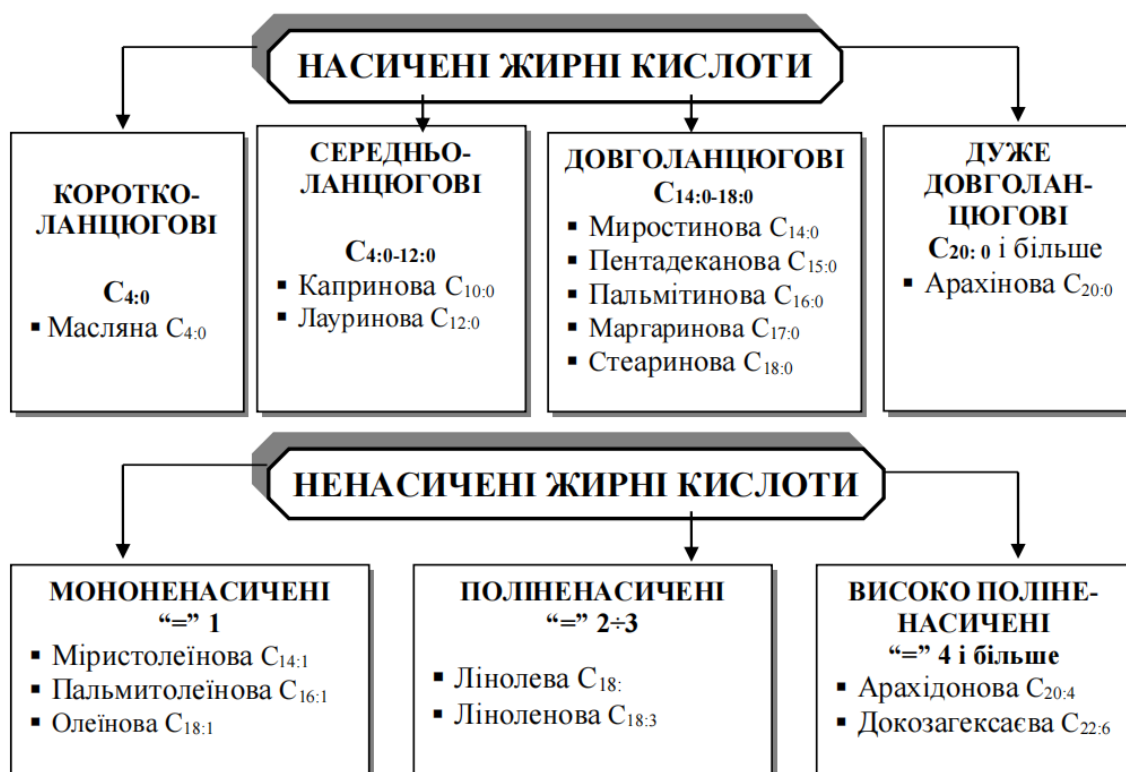 НАСИЧЕНІ ЖИРНІ КИСЛОТИ
КОРОТКО-
ЛАНЦЮГОВІ
C4:0
▪ Масляна C4:0
СЕРЕДНЬО-
ЛАНЦЮГОВІ
C4:0-12:0
▪ Капринова C10:0
▪ Лауринова C12:0
ДОВГОЛАНЦЮГОВІ
C14:0-18:0
▪ Миростинова C14:0
▪ Пентадеканова C15:0
▪ Пальмітинова C16:0
▪ Маргаринова C17:0
▪ Стеаринова C18:0
ДУЖЕ
ДОВГОЛАН-
ЦЮГОВІ
C20: 0 і більше
▪ Арахінова C20:0
НЕНАСИЧЕНІ ЖИРНІ КИСЛОТИ
МОНОНЕНАСИЧЕНІ
“=” 1
▪ Міристолеїнова C14:1
▪ Пальмитолеїнова C16:1
▪ Олеїнова C18:1
ПОЛІНЕНАСИЧЕНІ
“=” 2÷3
▪ Лінолева C18:
▪ Ліноленова C18:3
ВИСОКО ПОЛІНЕ-
НАСИЧЕНІ
“=” 4 і більше
▪ Арахідонова C20:4
▪ Докозагексаєва C22:6